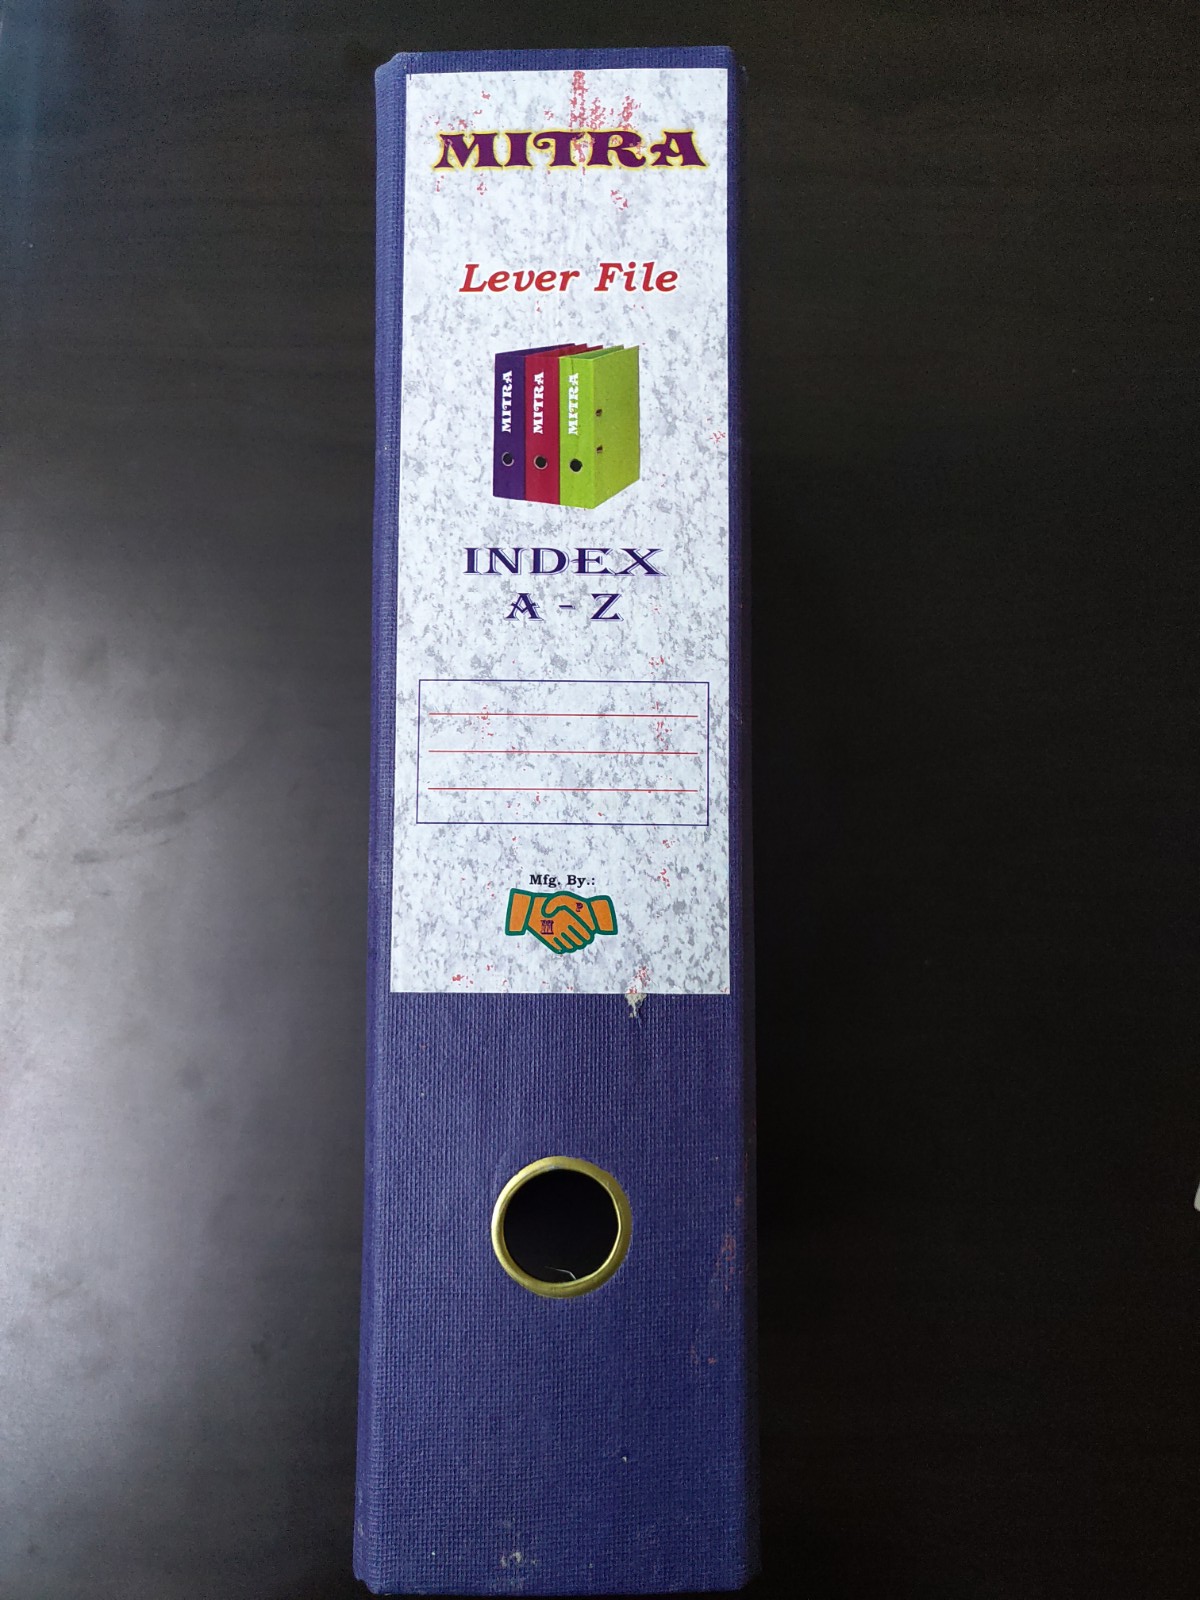 MITRA
Lever File
MITRA
MITRA
MITRA
INDEX
A - Z
Mfg. By.:
M P